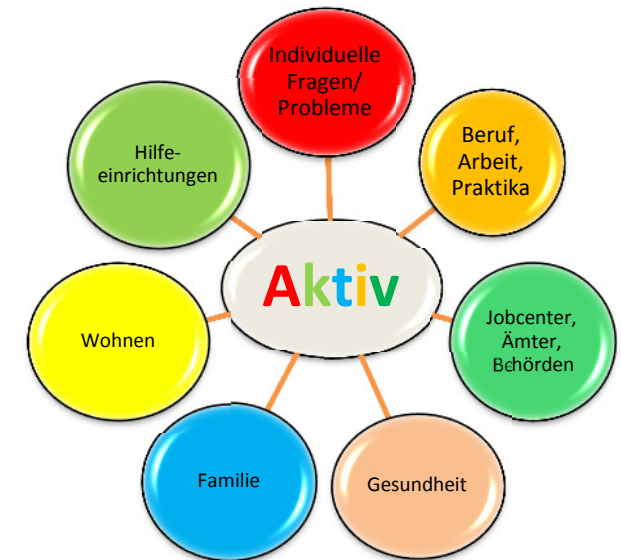 Individuelle
Fragen/
Probleme
Beruf,
Arbeit,
Praktika
Jobcenter,
Ämter,
Behörden
Gesundheit
Familie
Wohnen
Hilfe-
einrichtungen
Aktiv